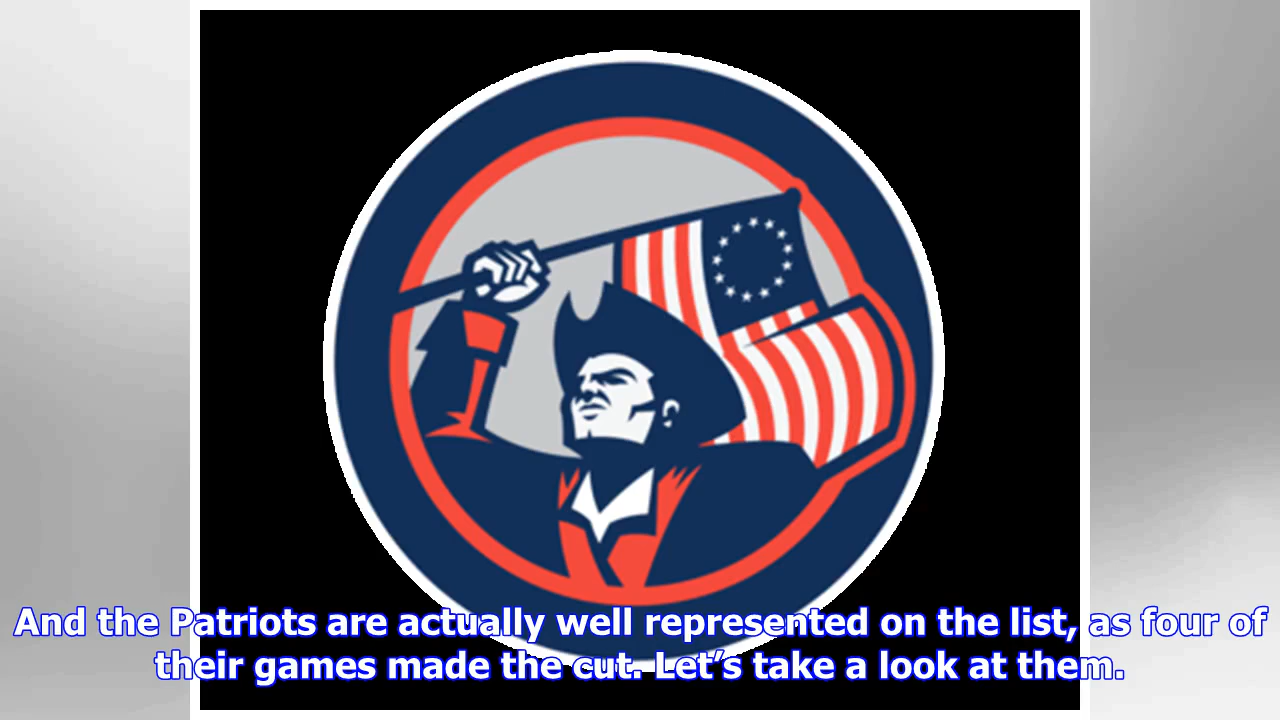 And the Patriots are actually well represented on the list, as four of
their games made the cut. Let’s take a look at them.